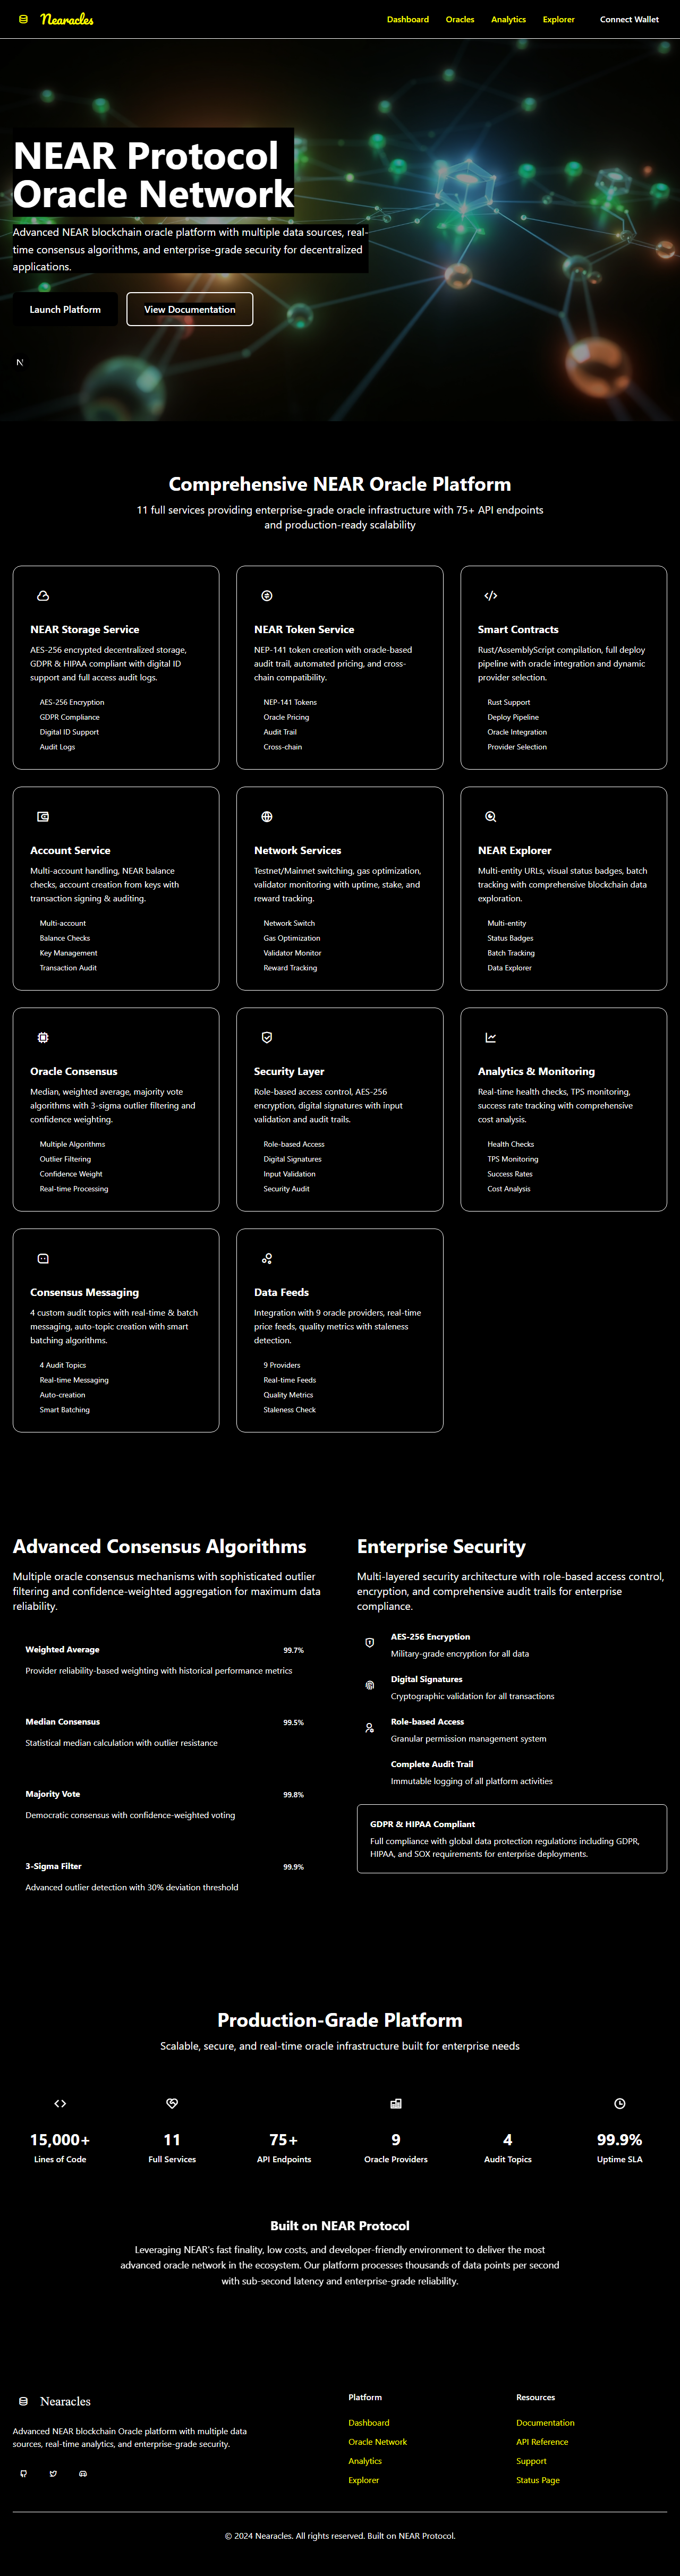 Nearacles
Dashboard
Oracles
Analytics
Explorer
Connect Wallet
NEAR Protocol
Oracle Network
Advanced NEAR blockchain oracle platform with multiple data sources, real-
time consensus algorithms, and enterprise-grade security for decentralized
applications.
Launch Platform
View Documentation
N
Comprehensive NEAR Oracle Platform
11 full services providing enterprise-grade oracle infrastructure with 75+ API endpoints
and production-ready scalability
NEAR Storage Service
AES-256 encrypted decentralized storage,
GDPR & HIPAA compliant with digital ID
support and full access audit logs.
AES-256 Encryption
GDPR Compliance
Digital ID Support
Audit Logs
NEAR Token Service
NEP-141 token creation with oracle-based
audit trail, automated pricing, and cross-
chain compatibility.
NEP-141 Tokens
Oracle Pricing
Audit Trail
Cross-chain
Smart Contracts
Rust/AssemblyScript compilation, full deploy
pipeline with oracle integration and dynamic
provider selection.
Rust Support
Deploy Pipeline
Oracle Integration
Provider Selection
Account Service
Multi-account handling, NEAR balance
checks, account creation from keys with
transaction signing & auditing.
Multi-account
Balance Checks
Key Management
Transaction Audit
Network Services
Testnet/Mainnet switching, gas optimization,
validator monitoring with uptime, stake, and
reward tracking.
Network Switch
Gas Optimization
Validator Monitor
Reward Tracking
NEAR Explorer
Multi-entity URLs, visual status badges, batch
tracking with comprehensive blockchain data
exploration.
Multi-entity
Status Badges
Batch Tracking
Data Explorer
Oracle Consensus
Median, weighted average, majority vote
algorithms with 3-sigma outlier filtering and
confidence weighting.
Multiple Algorithms
Outlier Filtering
Confidence Weight
Real-time Processing
Security Layer
Role-based access control, AES-256
encryption, digital signatures with input
validation and audit trails.
Role-based Access
Digital Signatures
Input Validation
Security Audit
Analytics & Monitoring
Real-time health checks, TPS monitoring,
success rate tracking with comprehensive
cost analysis.
Health Checks
TPS Monitoring
Success Rates
Cost Analysis
Consensus Messaging
4 custom audit topics with real-time & batch
messaging, auto-topic creation with smart
batching algorithms.
4 Audit Topics
Real-time Messaging
Auto-creation
Smart Batching
Data Feeds
Integration with 9 oracle providers, real-time
price feeds, quality metrics with staleness
detection.
9 Providers
Real-time Feeds
Quality Metrics
Staleness Check
Advanced Consensus Algorithms
Multiple oracle consensus mechanisms with sophisticated outlier
filtering and confidence-weighted aggregation for maximum data
reliability.
Weighted Average 99.7%
Provider reliability-based weighting with historical performance metrics
Median Consensus 99.5%
Statistical median calculation with outlier resistance
Majority Vote 99.8%
Democratic consensus with confidence-weighted voting
3-Sigma Filter 99.9%
Advanced outlier detection with 30% deviation threshold
Enterprise Security
Multi-layered security architecture with role-based access control,
encryption, and comprehensive audit trails for enterprise
compliance.
AES-256 Encryption
Military-grade encryption for all data
Digital Signatures
Cryptographic validation for all transactions
Role-based Access
Granular permission management system
Complete Audit Trail
Immutable logging of all platform activities
GDPR & HIPAA Compliant
Full compliance with global data protection regulations including GDPR,
HIPAA, and SOX requirements for enterprise deployments.
Production-Grade Platform
Scalable, secure, and real-time oracle infrastructure built for enterprise needs
15,000+
Lines of Code
11
Full Services
75+
API Endpoints
9
Oracle Providers
4
Audit Topics
99.9%
Uptime SLA
Built on NEAR Protocol
Leveraging NEAR's fast finality, low costs, and developer-friendly environment to deliver the most
advanced oracle network in the ecosystem. Our platform processes thousands of data points per second
with sub-second latency and enterprise-grade reliability.
Nearacles
Advanced NEAR blockchain Oracle platform with multiple data
sources, real-time analytics, and enterprise-grade security.
Platform
Dashboard
Oracle Network
Analytics
Explorer
Resources
Documentation
API Reference
Support
Status Page
© 2024 Nearacles. All rights reserved. Built on NEAR Protocol.